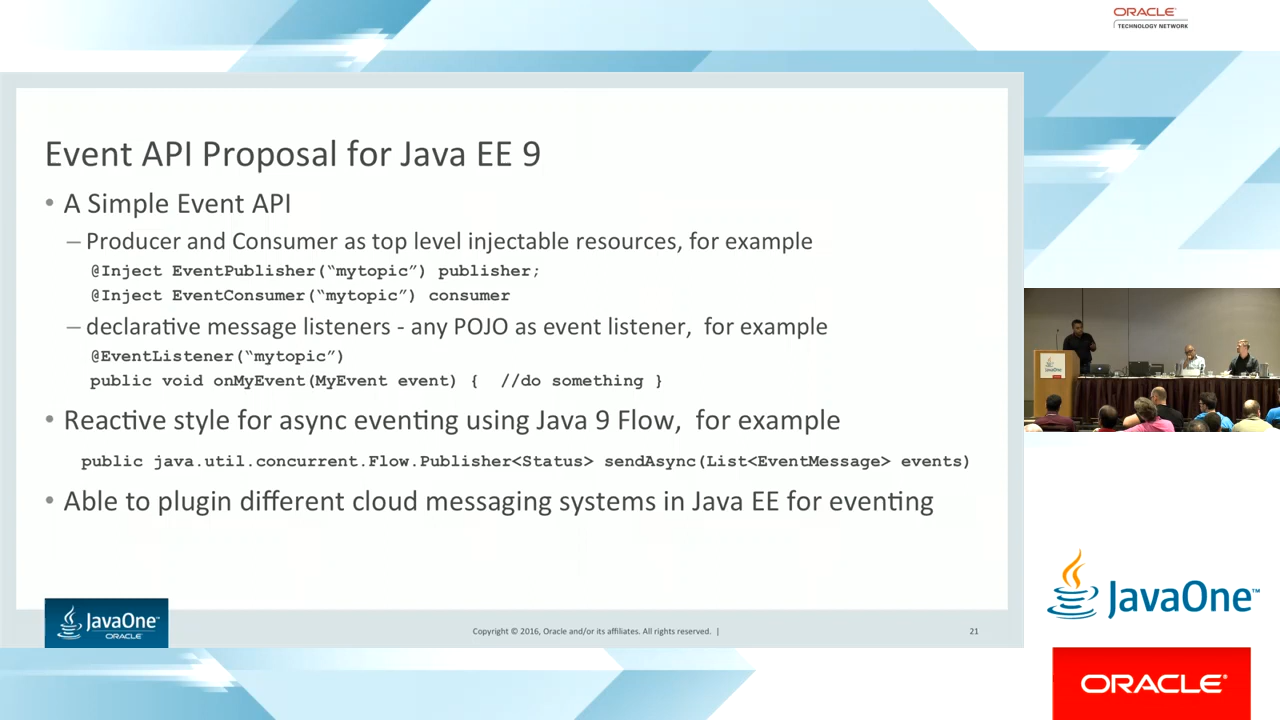 ORACLE
TECHNOLOGY NETWORK
Event API Proposal for Java EE 9
• A Simple Event API
– Producer and Consumer as top level injectable resources, for example
@Inject EventPublisher(“mytopic”) publisher;
@Inject EventConsumer(“mytopic”) consumer
– declarative message listeners - any POJO as event listener, for example
@EventListener(“mytopic”)
public void onMyEvent(MyEvent event) { //do something }
• Reactive style for async eventing using Java 9 Flow, for example
public java.util.concurrent.Flow.Publisher<Status> sendAsync(List<EventMessage> events)
• Able to plugin different cloud messaging systems in Java EE for eventing
JavaOne™
ORACLE
Copyright © 2016, Oracle and/or its affiliates. All rights reserved. |
21
JavaOne
JavaOne™
ORACLE®